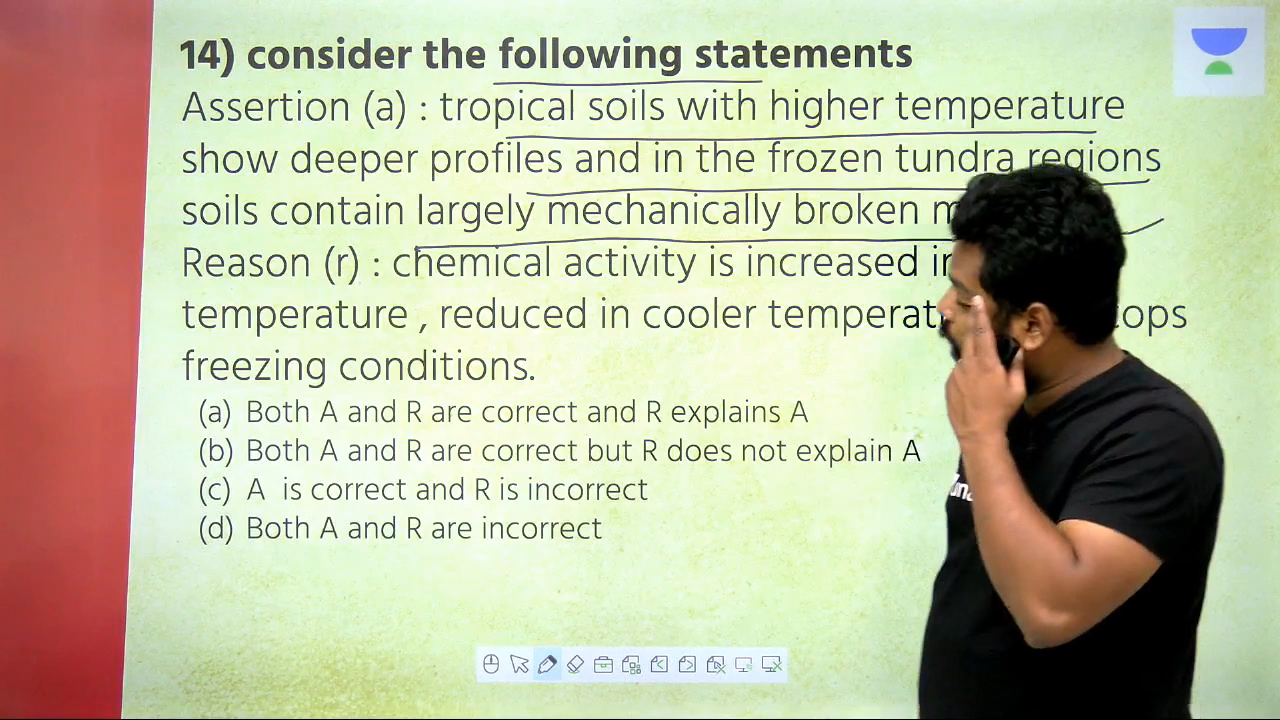 14) consider the following statements
Assertion (a) : tropical soils with higher temperature
show deeper profiles and in the frozen tundra regions
soils contain largely mechanically broken
Reason (r) : chemical activity is increased
temperature , reduced in cooler
freezing conditions.
(a) Both A and R are correct and R explains A
(b) Both A and R are correct but R does not explain A
(c) A is correct and R is incorrect
(d) Both A and R are incorrect